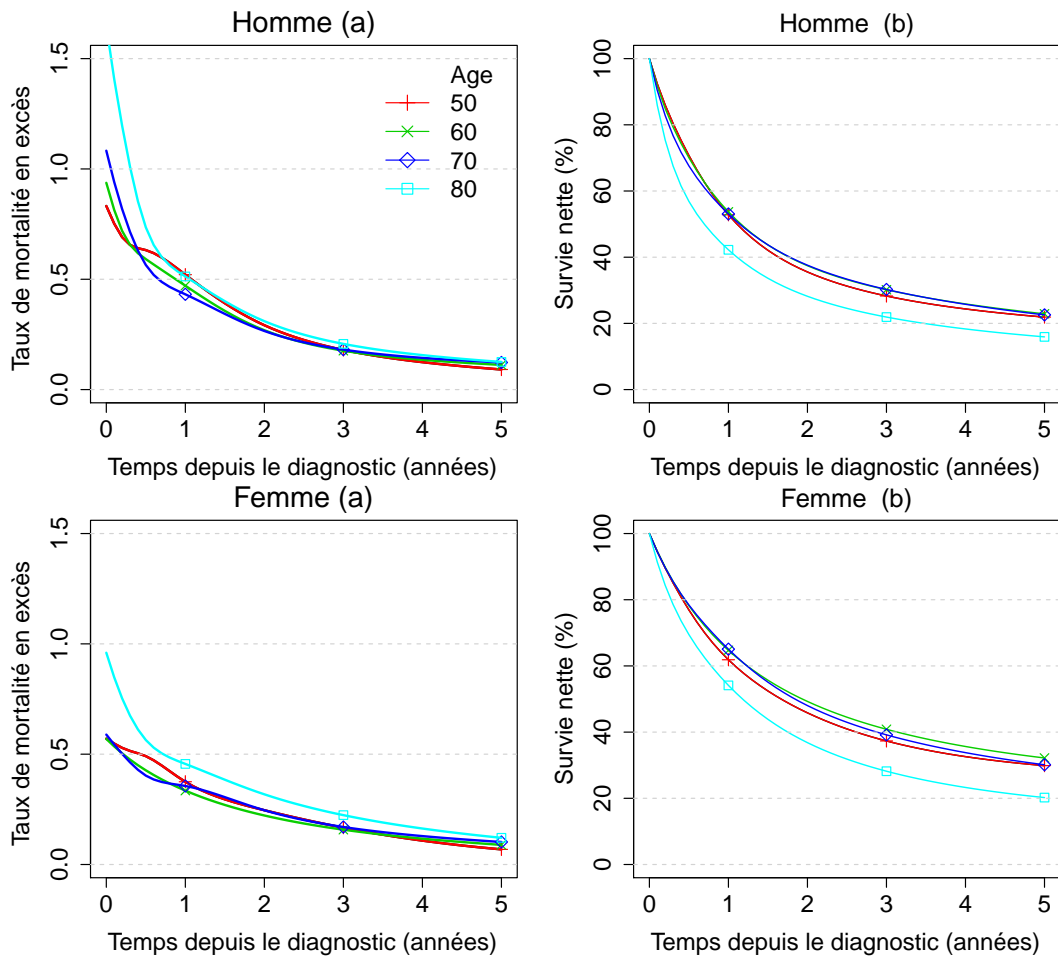 Homme (a)
Taux de mortalité en excès
0.0
0.5
1.0
1.5
Age
50
60
70
80
0 1 2 3 4 5
Temps depuis le diagnostic (années)
Homme (b)
Survie nette (%)
0
20
40
60
80
100
0 1 2 3 4 5
Temps depuis le diagnostic (années)
Femme (a)
Taux de mortalité en excès
0.0
0.5
1.0
1.5
0 1 2 3 4 5
Temps depuis le diagnostic (années)
Femme (b)
Survie nette (%)
0
20
40
60
80
100
0 1 2 3 4 5
Temps depuis le diagnostic (années)